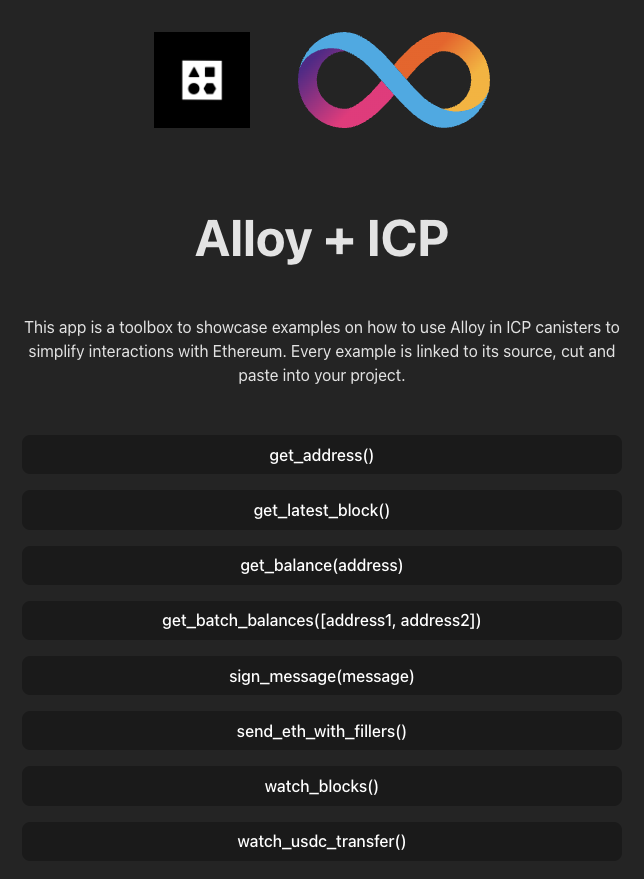 Alloy + ICP
This app is a toolbox to showcase examples on how to use Alloy in ICP canisters to
simplify interactions with Ethereum. Every example is linked to its source, cut and
paste into your project.
get_address()
get_latest_block()
get_balance(address)
get_batch_balances([address1, address2])
sign_message(message)
send_eth_with_fillers()
watch_blocks()
watch_usdc_transfer()